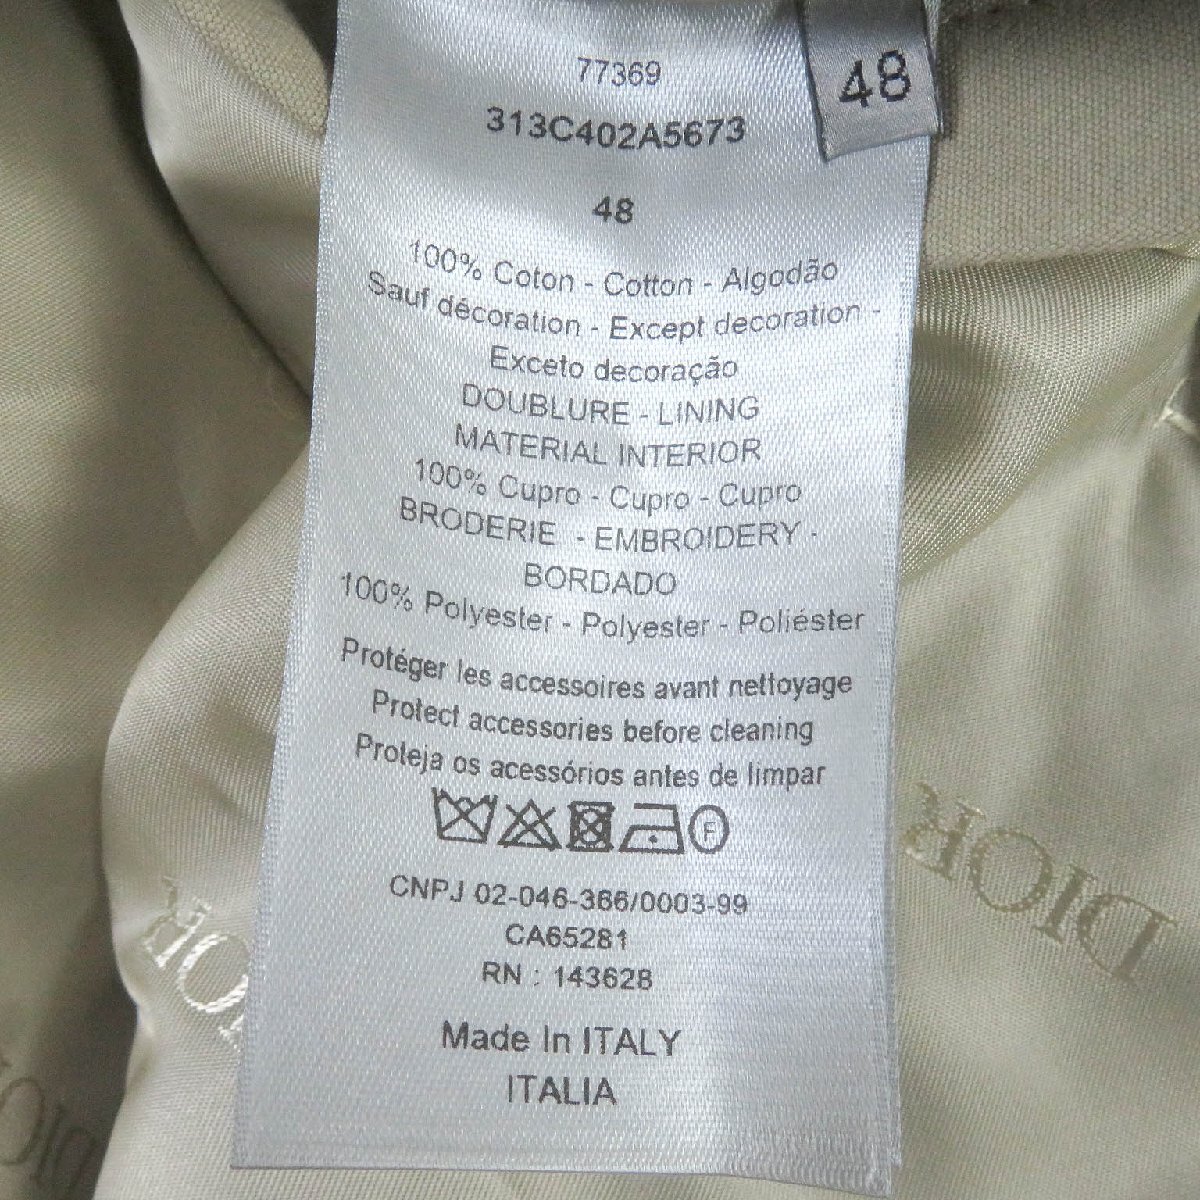 77369
313C402A5673
48
48
100% Coton - Cotton - Algodão
Sauf décoration - Except decoration -
Exceto decoração
DOUBLURE - LINING
MATERIAL INTERIOR
100% Cupro - Cupro - Cupro
BRODERIE - EMBROIDERY -
BORDADO
100% Polyester - Polyester - Poliéster
Protéger les accessoires avant nettoyage
Protect accessories before cleaning
Proteja os acessórios antes de limpar
F
CNPJ 02-046-366/0003-99
CA65281
RN : 143628
Made In ITALY
ITALIA
DIOR
DIOR
DIOR